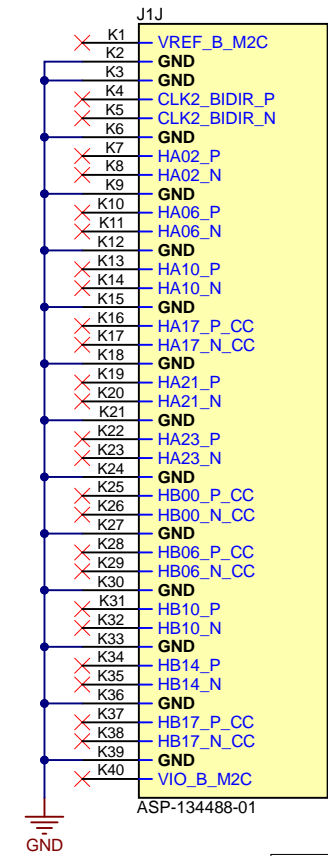 J1J
K1 VREF_B_M2C
K2 GND
K3 GND
K4 CLK2_BIDIR_P
K5 CLK2_BIDIR_N
K6 GND
K7 HA02_P
K8 HA02_N
K9 GND
K10 HA06_P
K11 HA06_N
K12 GND
K13 HA10_P
K14 HA10_N
K15 GND
K16 HA17_P_CC
K17 HA17_N_CC
K18 GND
K19 HA21_P
K20 HA21_N
K21 GND
K22 HA23_P
K23 HA23_N
K24 GND
K25 HB00_P_CC
K26 HB00_N_CC
K27 GND
K28 HB06_P_CC
K29 HB06_N_CC
K30 GND
K31 HB10_P
K32 HB10_N
K33 GND
K34 HB14_P
K35 HB14_N
K36 GND
K37 HB17_P_CC
K38 HB17_N_CC
K39 GND
K40 VIO_B_M2C
ASP-134488-01
GND